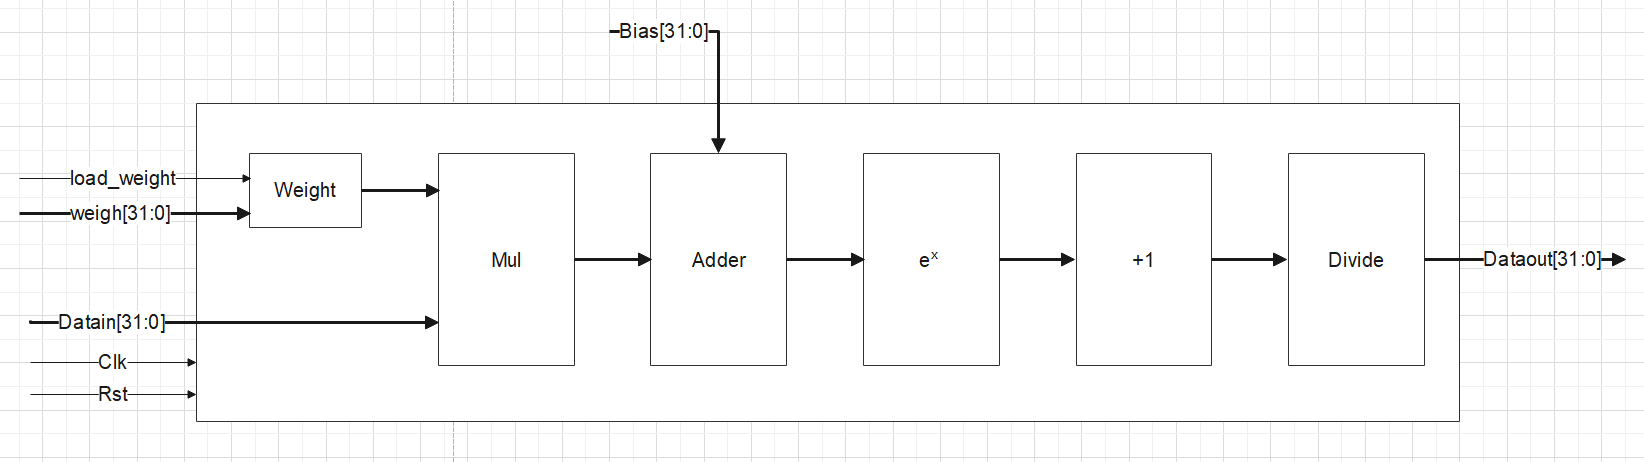 Bias[31:0]
load_weight
Weight
weigh[31:0]
Mul
Adder
eˣ
+1
Divide
Dataout[31:0]
Datain[31:0]
Clk
Rst